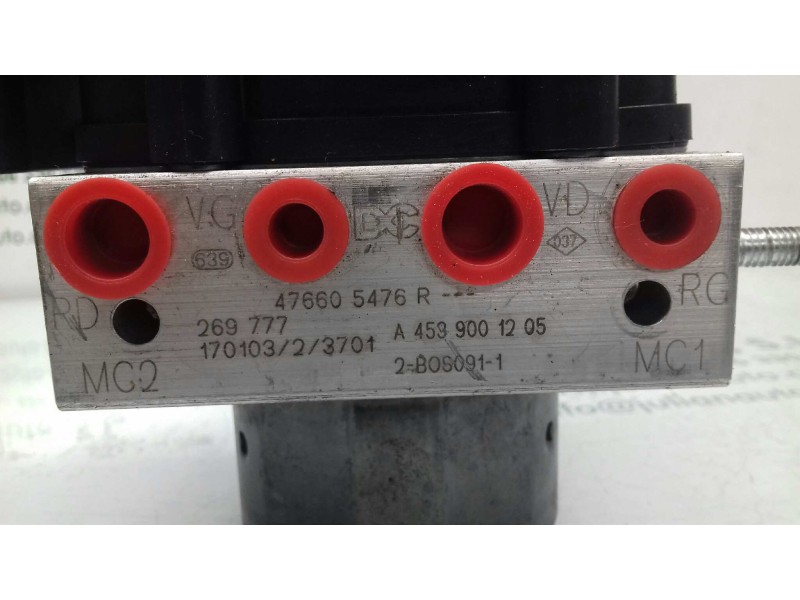 VG
VD
639
037
47660 5476 R ---
RD
RG
269 777
A 453 900 12 05
170103/2/3701
2-BOS091-1
MC2
MC1